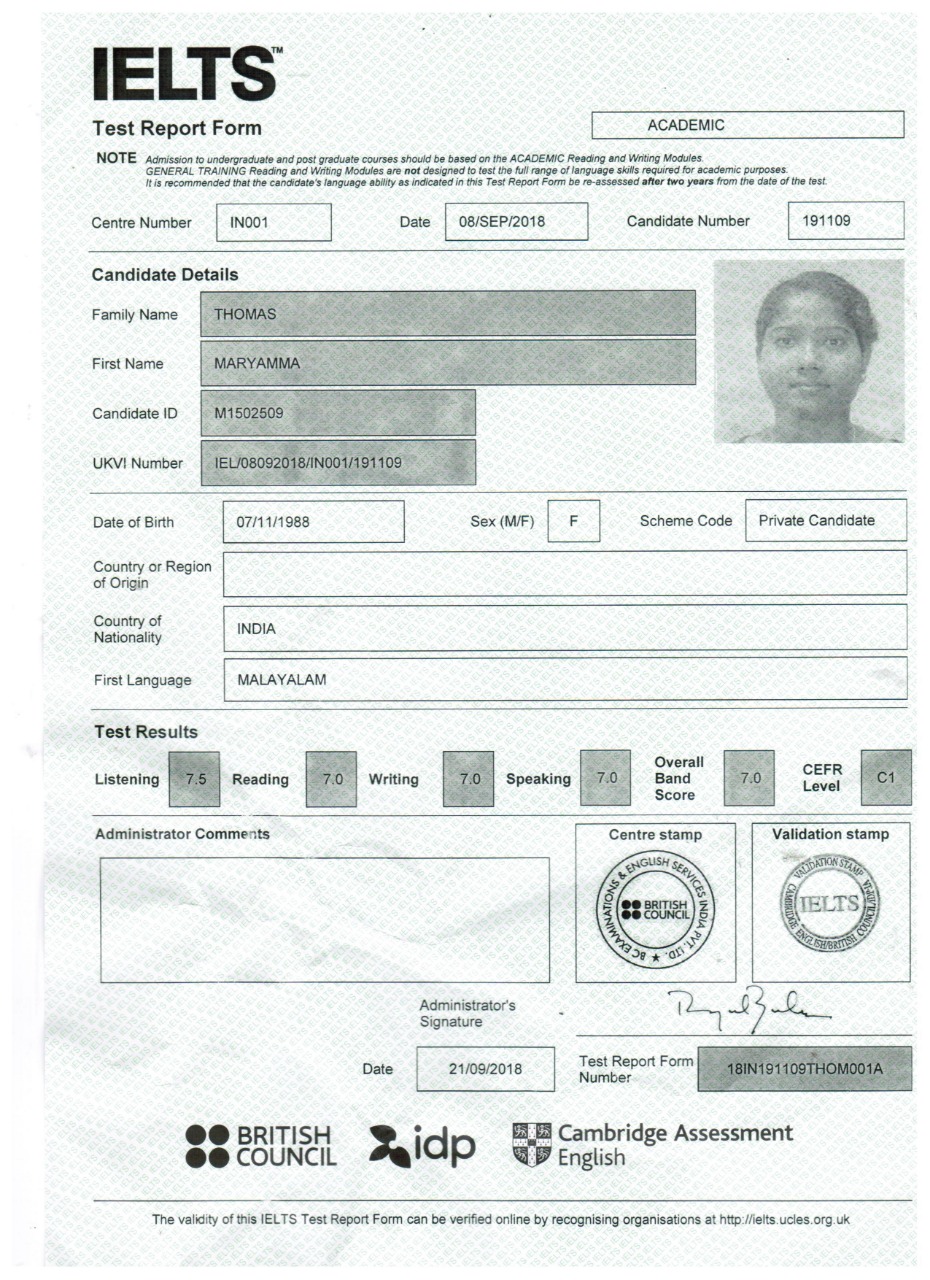 IELTS™
Test Report Form
ACADEMIC
NOTE Admission to undergraduate and post graduate courses should be based on the ACADEMIC Reading and Writing Modules.
GENERAL TRAINING Reading and Writing Modules are not designed to test the full range of language skills required for academic purposes.
It is recommended that the candidate's language ability as indicated in this Test Report Form be re-assessed after two years from the date of the test.
Centre Number IN001 Date 08/SEP/2018 Candidate Number 191109
Candidate Details
Family Name THOMAS
First Name MARYAMMA
Candidate ID M1502509
UKVI Number IEL/08092018/IN001/191109
Date of Birth 07/11/1988 Sex (M/F) F Scheme Code Private Candidate
Country or Region
of Origin
Country of
Nationality INDIA
First Language MALAYALAM
Test Results
Listening 7.5 Reading 7.0 Writing 7.0 Speaking 7.0 Overall Band Score 7.0 CEFR Level C1
Administrator Comments
Centre stamp
BC EXAMINATIONS & ENGLISH SERVICES INDIA PVT. LTD. ★
BRITISH
COUNCIL
Validation stamp
VALIDATION STAMP
CAMBRIDGE ENGLISH/BRITISH COUNCIL/IDP:IA
IELTS
Administrator's
Signature
Date 21/09/2018
Test Report Form
Number 18IN191109THOM001A
BRITISH
COUNCIL
idp
Cambridge Assessment
English
The validity of this IELTS Test Report Form can be verified online by recognising organisations at http://ielts.ucles.org.uk